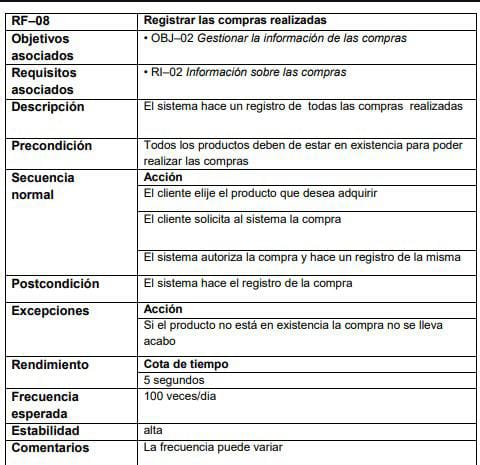 RF–08 Registrar las compras realizadas
Objetivos • OBJ–02 Gestionar la información de las compras
asociados
Requisitos • RI–02 Información sobre las compras
asociados
Descripción El sistema hace un registro de todas las compras realizadas
Precondición Todos los productos deben de estar en existencia para poder
realizar las compras
Secuencia Acción
normal El cliente elije el producto que desea adquirir
El cliente solicita al sistema la compra
El sistema autoriza la compra y hace un registro de la misma
Postcondición El sistema hace el registro de la compra
Excepciones Acción
Si el producto no está en existencia la compra no se lleva
acabo
Rendimiento Cota de tiempo
5 segundos
Frecuencia 100 veces/dia
esperada
Estabilidad alta
Comentarios La frecuencia puede variar